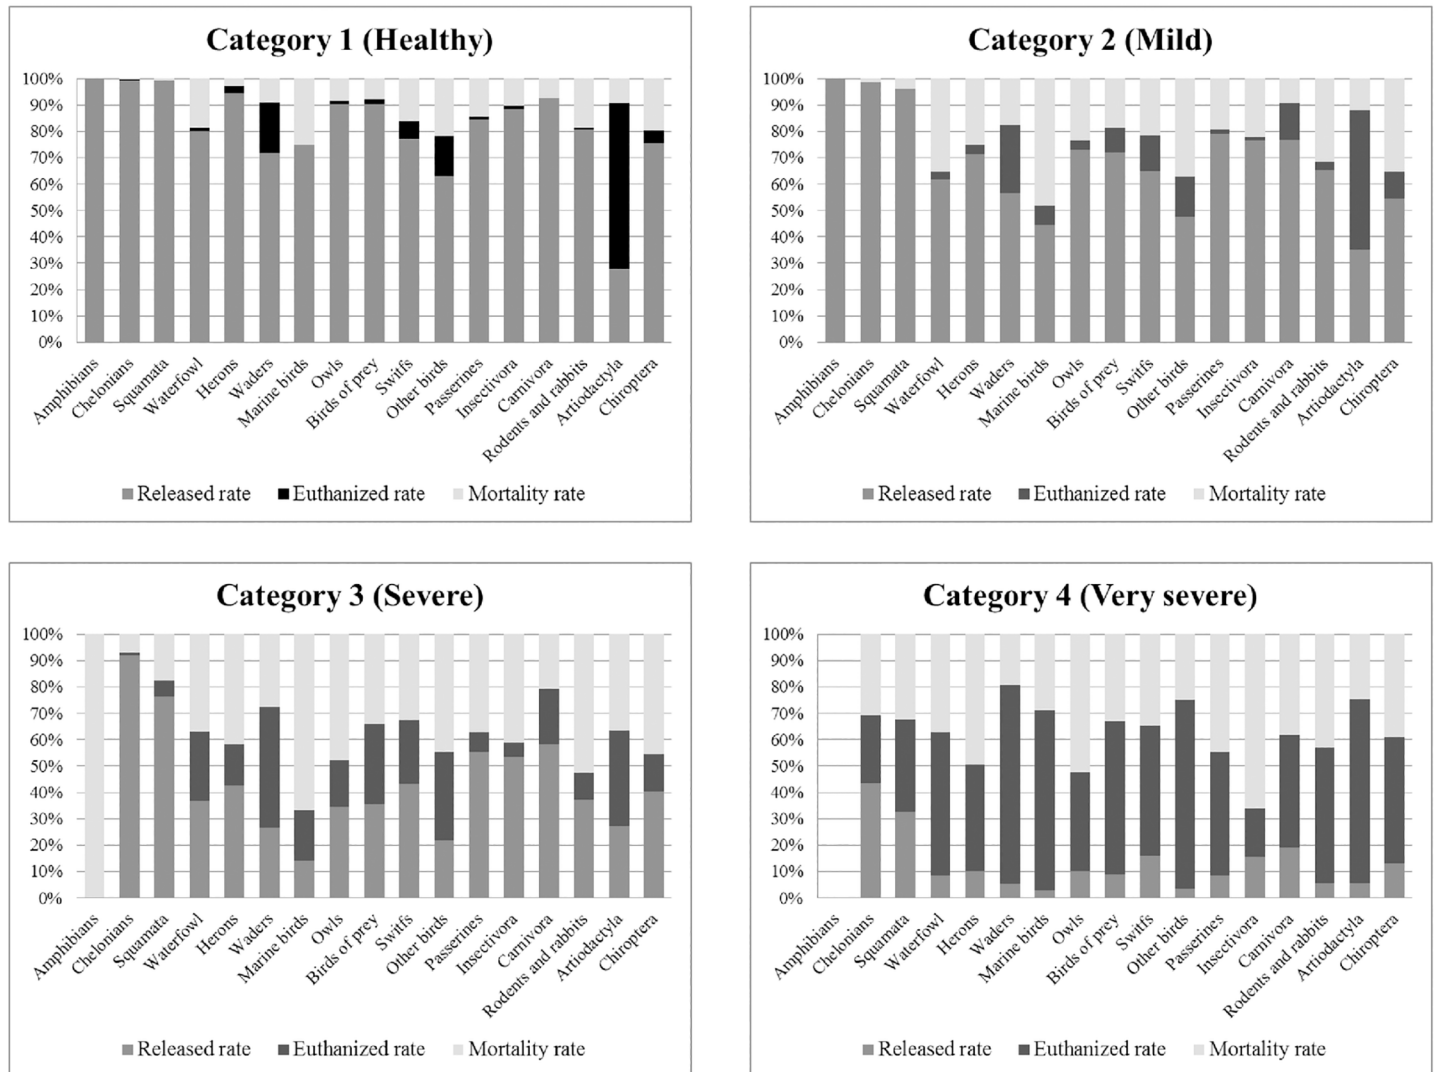 Category 1 (Healthy)
100%
90%
80%
70%
60%
50%
40%
30%
20%
10%
0%
Amphibians
Chelonians
Squamata
Waterfowl
Herons
Waders
Marine birds
Owls
Birds of prey
Switfs
Other birds
Passerines
Insectivora
Carnivora
Rodents and rabbits
Artiodactyla
Chiroptera
Released rate Euthanized rate Mortality rate
Category 2 (Mild)
100%
90%
80%
70%
60%
50%
40%
30%
20%
10%
0%
Amphibians
Chelonians
Squamata
Waterfowl
Herons
Waders
Marine birds
Owls
Birds of prey
Switfs
Other birds
Passerines
Insectivora
Carnivora
Rodents and rabbits
Artiodactyla
Chiroptera
Released rate Euthanized rate Mortality rate
Category 3 (Severe)
100%
90%
80%
70%
60%
50%
40%
30%
20%
10%
0%
Amphibians
Chelonians
Squamata
Waterfowl
Herons
Waders
Marine birds
Owls
Birds of prey
Switfs
Other birds
Passerines
Insectivora
Carnivora
Rodents and rabbits
Artiodactyla
Chiroptera
Released rate Euthanized rate Mortality rate
Category 4 (Very severe)
100%
90%
80%
70%
60%
50%
40%
30%
20%
10%
0%
Amphibians
Chelonians
Squamata
Waterfowl
Herons
Waders
Marine birds
Owls
Birds of prey
Switfs
Other birds
Passerines
Insectivora
Carnivora
Rodents and rabbits
Artiodactyla
Chiroptera
Released rate Euthanized rate Mortality rate